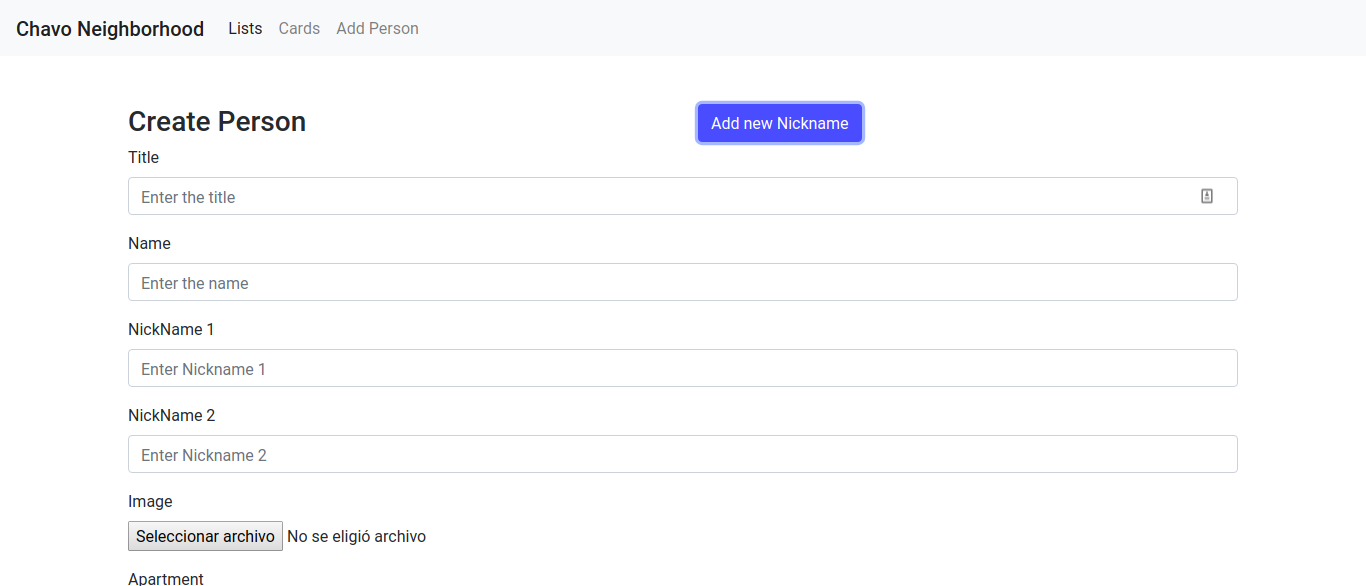 Chavo Neighborhood Lists Cards Add Person
Create Person Add new Nickname
Title
Enter the title
Name
Enter the name
NickName 1
Enter Nickname 1
NickName 2
Enter Nickname 2
Image
Seleccionar archivo No se eligió archivo
Apartment